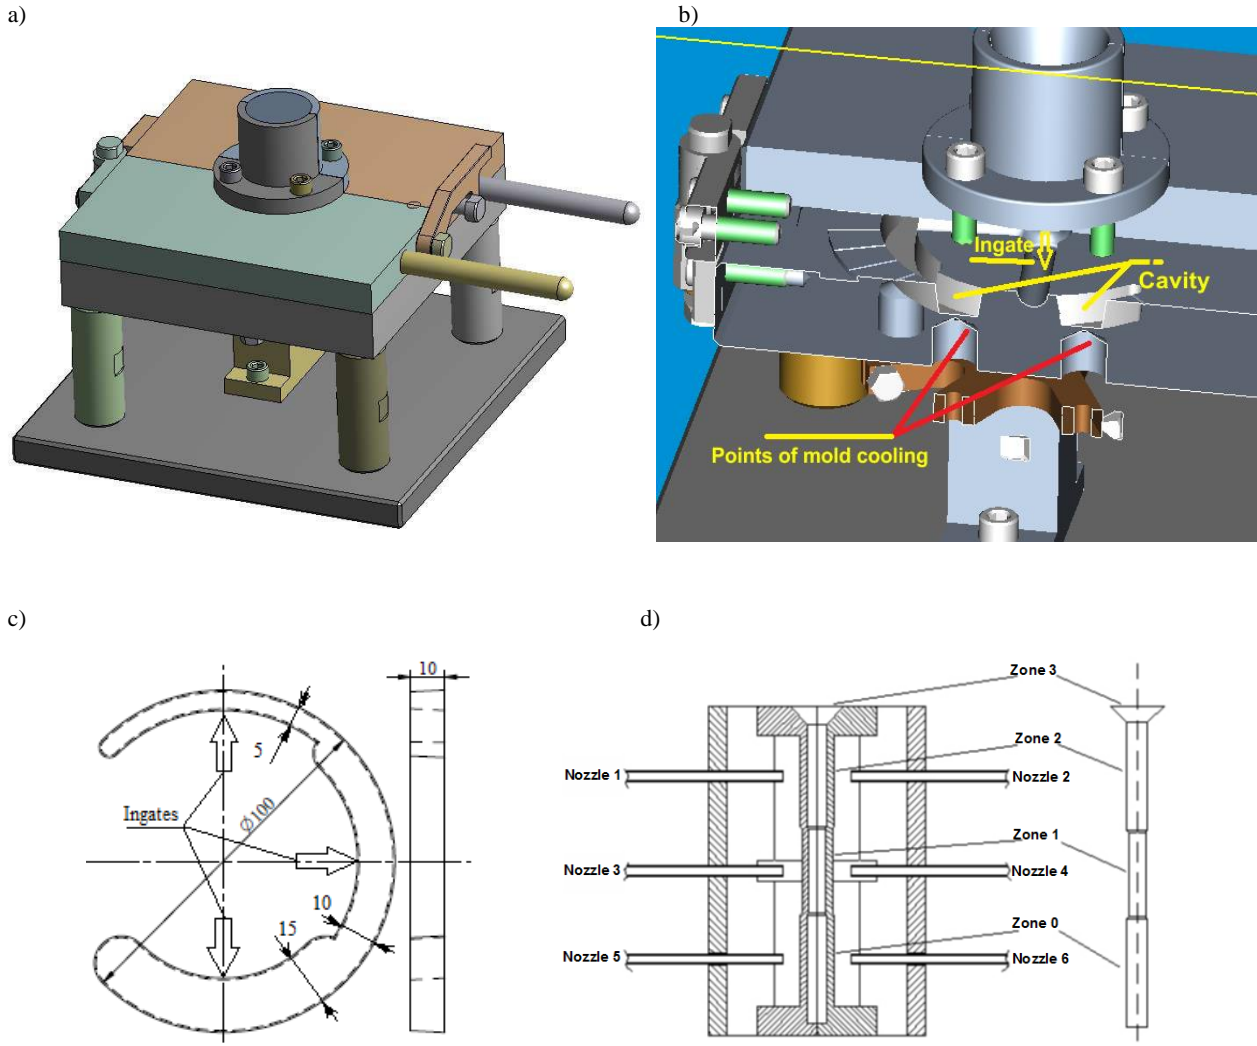 a)
b)
Ingate
Cavity
Points of mold cooling
c)
d)
10
5
Ingates
Ø100
10
15
Zone 3
Zone 2
Nozzle 1
Nozzle 2
Zone 1
Nozzle 3
Nozzle 4
Zone 0
Nozzle 5
Nozzle 6